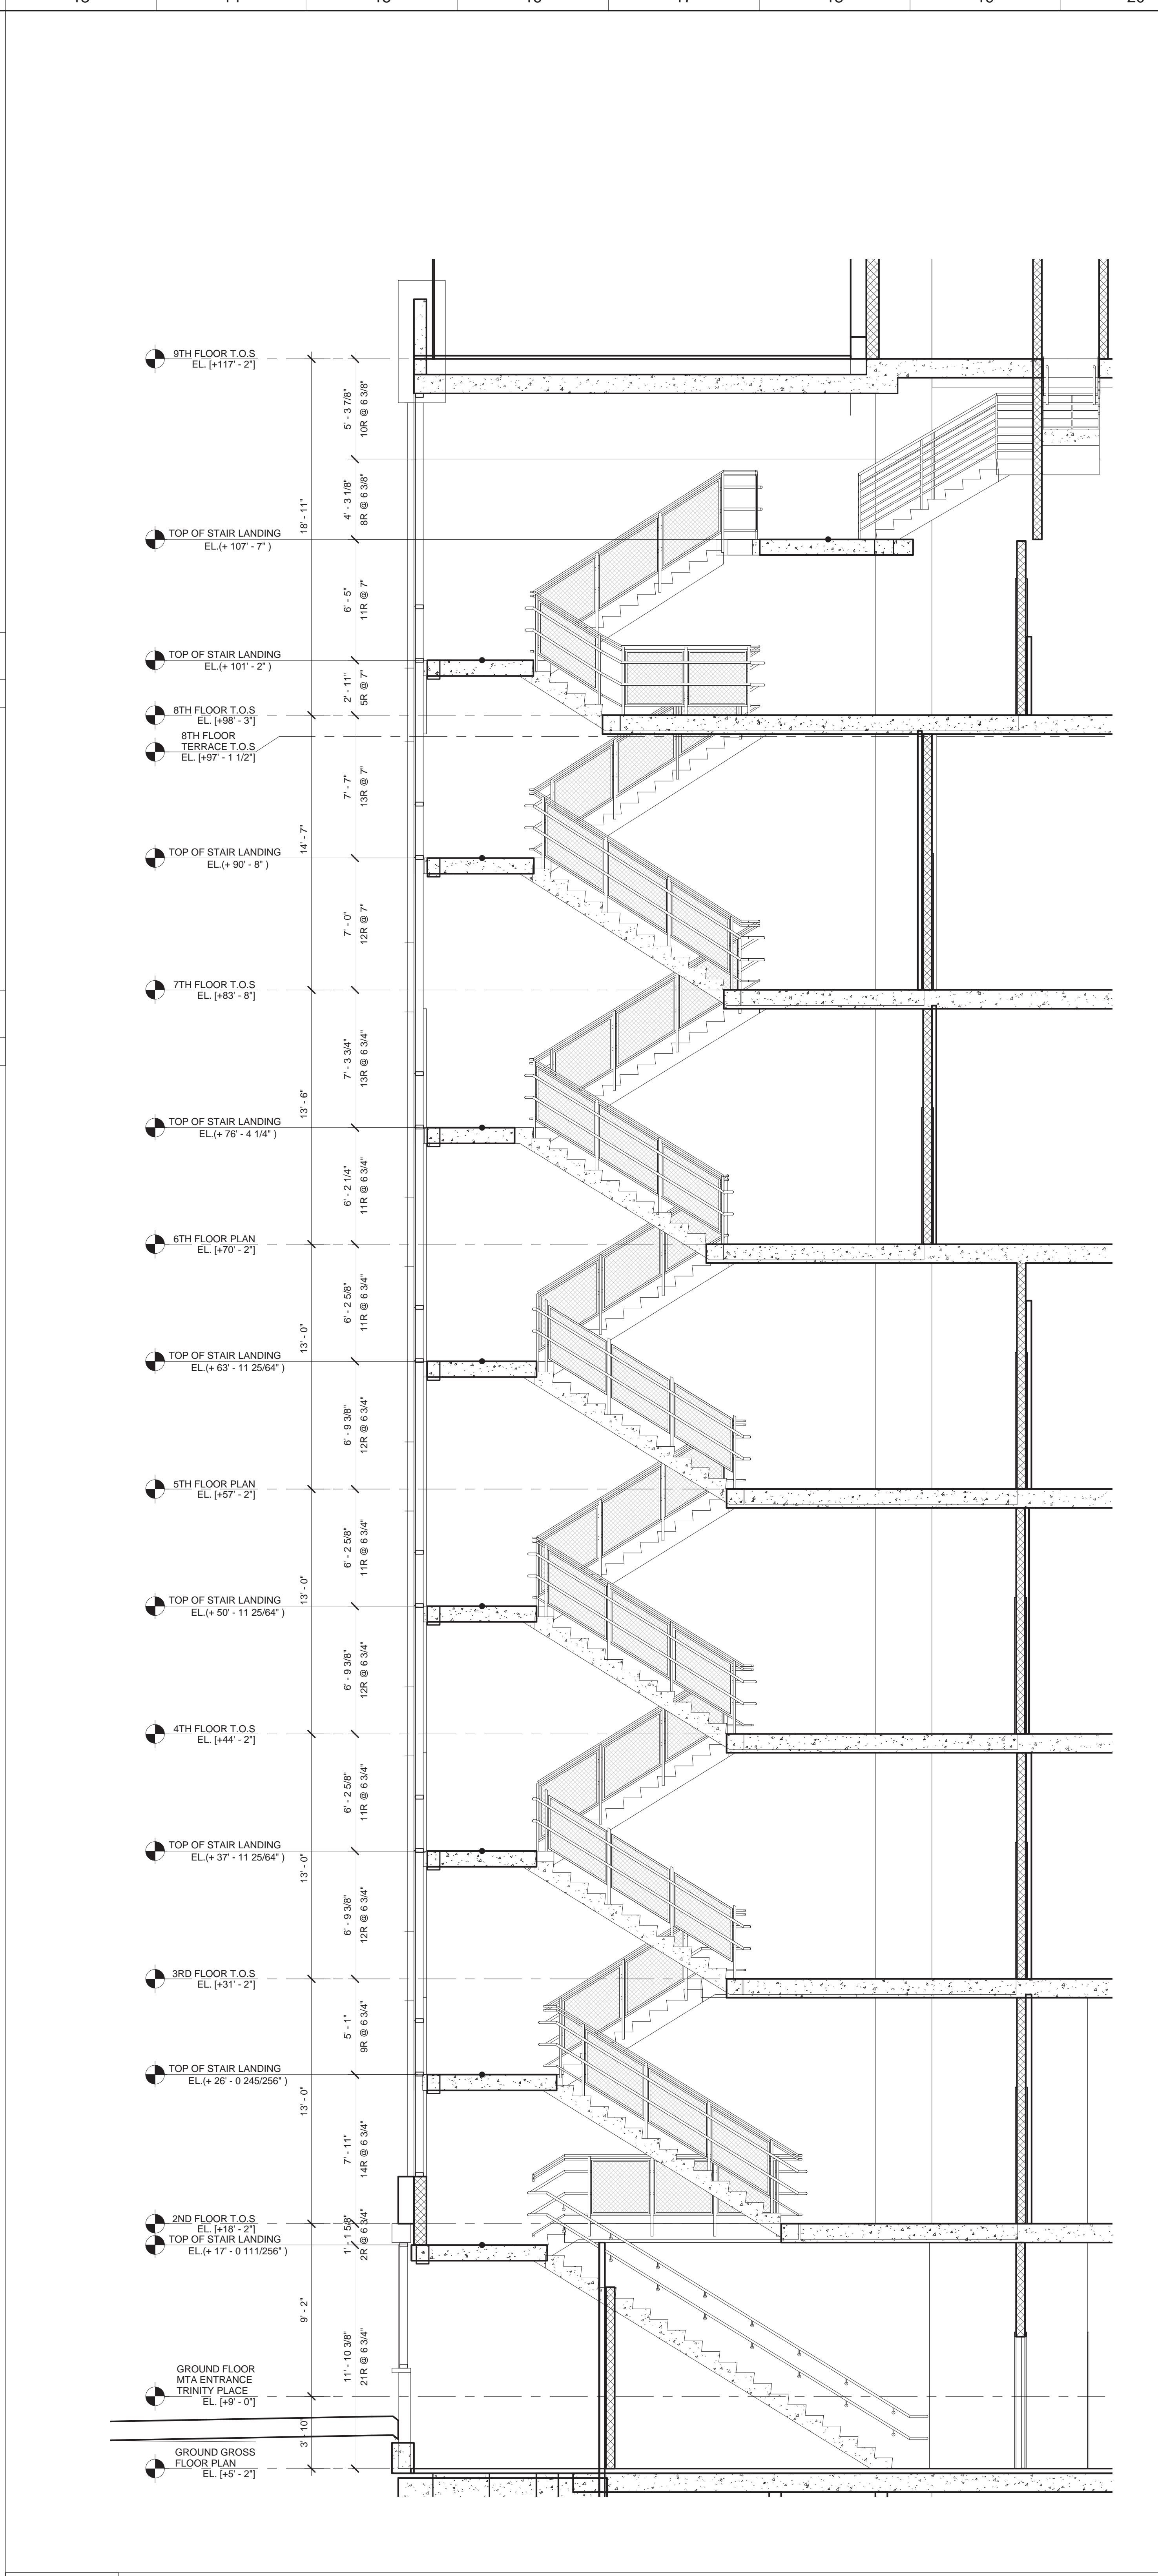 9TH FLOOR T.O.S
EL. [+117' - 2"]
5' - 3 7/8"
10R @ 6 3/8"
18' - 11"
4' - 3 1/8"
8R @ 6 3/8"
TOP OF STAIR LANDING
EL.(+ 107' - 7" )
6' - 5"
11R @ 7"
TOP OF STAIR LANDING
EL.(+ 101' - 2" )
2' - 11"
5R @ 7"
8TH FLOOR T.O.S
EL. [+98' - 3"]
8TH FLOOR
TERRACE T.O.S
EL. [+97' - 1 1/2"]
7' - 7"
13R @ 7"
14' - 7"
TOP OF STAIR LANDING
EL.(+ 90' - 8" )
7' - 0"
12R @ 7"
7TH FLOOR T.O.S
EL. [+83' - 8"]
7' - 3 3/4"
13R @ 6 3/4"
13' - 6"
TOP OF STAIR LANDING
EL.(+ 76' - 4 1/4" )
6' - 2 1/4"
11R @ 6 3/4"
6TH FLOOR PLAN
EL. [+70' - 2"]
6' - 2 5/8"
11R @ 6 3/4"
13' - 0"
TOP OF STAIR LANDING
EL.(+ 63' - 11 25/64" )
6' - 9 3/8"
12R @ 6 3/4"
5TH FLOOR PLAN
EL. [+57' - 2"]
6' - 2 5/8"
11R @ 6 3/4"
13' - 0"
TOP OF STAIR LANDING
EL.(+ 50' - 11 25/64" )
6' - 9 3/8"
12R @ 6 3/4"
4TH FLOOR T.O.S
EL. [+44' - 2"]
6' - 2 5/8"
11R @ 6 3/4"
TOP OF STAIR LANDING
EL.(+ 37' - 11 25/64" )
13' - 0"
6' - 9 3/8"
12R @ 6 3/4"
3RD FLOOR T.O.S
EL. [+31' - 2"]
5' - 1"
9R @ 6 3/4"
TOP OF STAIR LANDING
EL.(+ 26' - 0 245/256" )
13' - 0"
7' - 11"
14R @ 6 3/4"
2ND FLOOR T.O.S
EL. [+18' - 2"]
1' - 1 5/8"
2R @ 6 3/4"
TOP OF STAIR LANDING
EL.(+ 17' - 0 111/256" )
9' - 2"
11' - 10 3/8"
21R @ 6 3/4"
GROUND FLOOR
MTA ENTRANCE
TRINITY PLACE
EL. [+9' - 0"]
3' - 10"
GROUND GROSS
FLOOR PLAN
EL. [+5' - 2"]